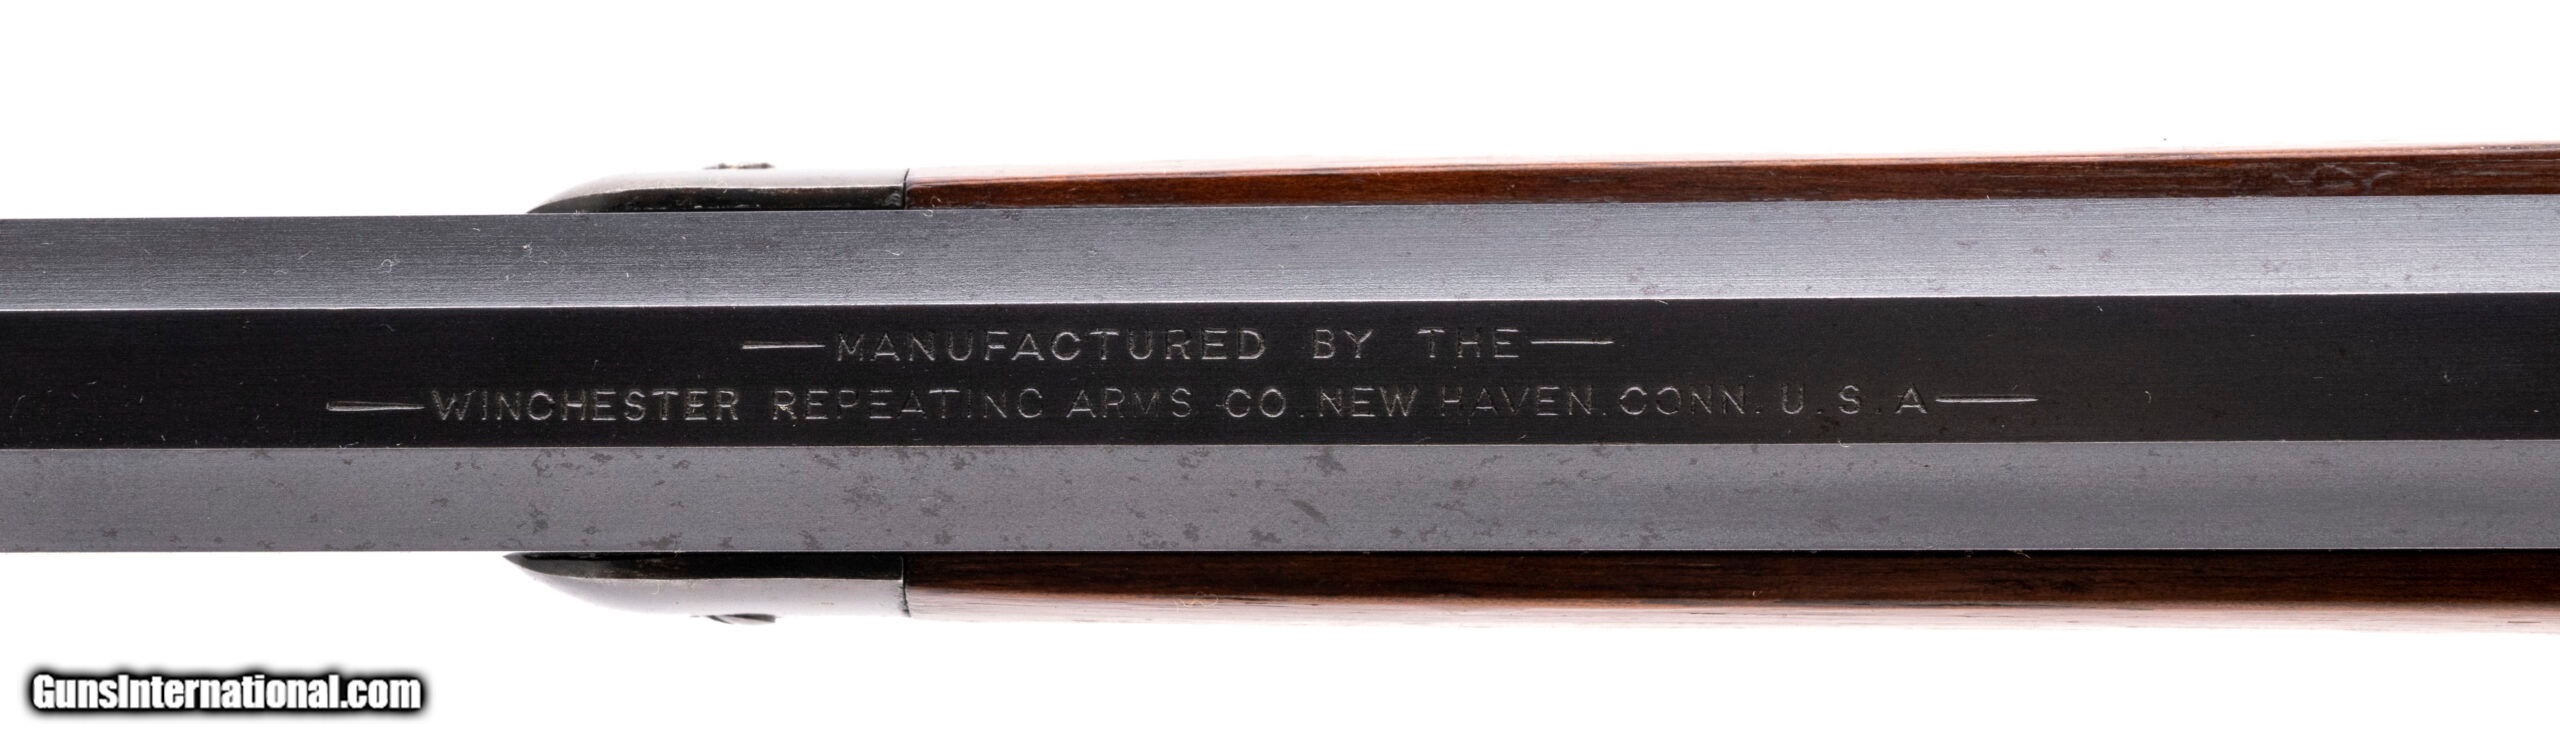 —MANUFACTURED BY THE—
—WINCHESTER REPEATING ARMS CO. NEW HAVEN. CONN. U.S.A—
GunsInternational.com